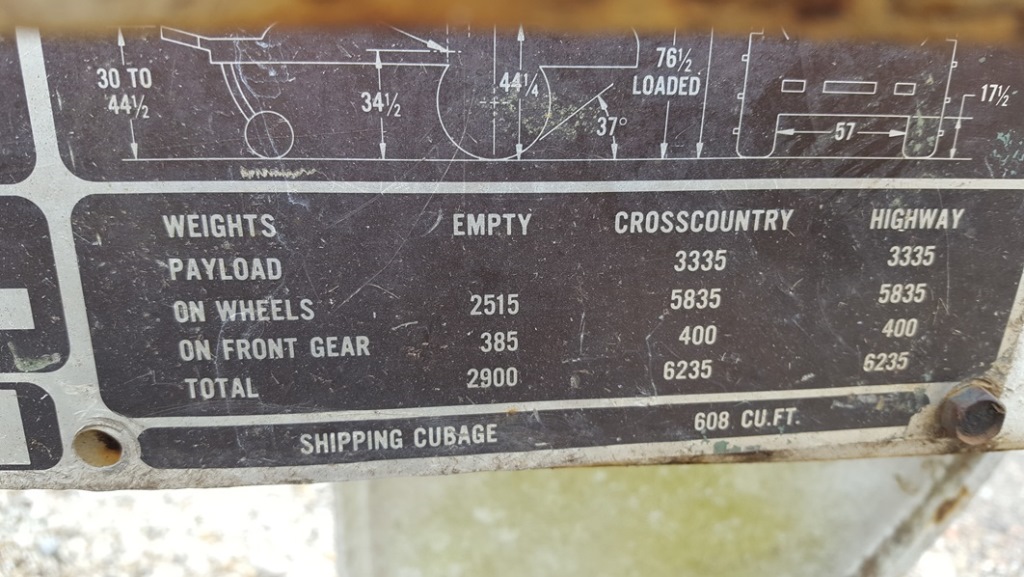 30 TO
44½
34½
44¼
37°
76½
LOADED
57
17½
WEIGHTS EMPTY CROSSCOUNTRY HIGHWAY
PAYLOAD 3335 3335
ON WHEELS 2515 5835 5835
ON FRONT GEAR 385 400 400
TOTAL 2900 6235 6235
SHIPPING CUBAGE 608 CU.FT.